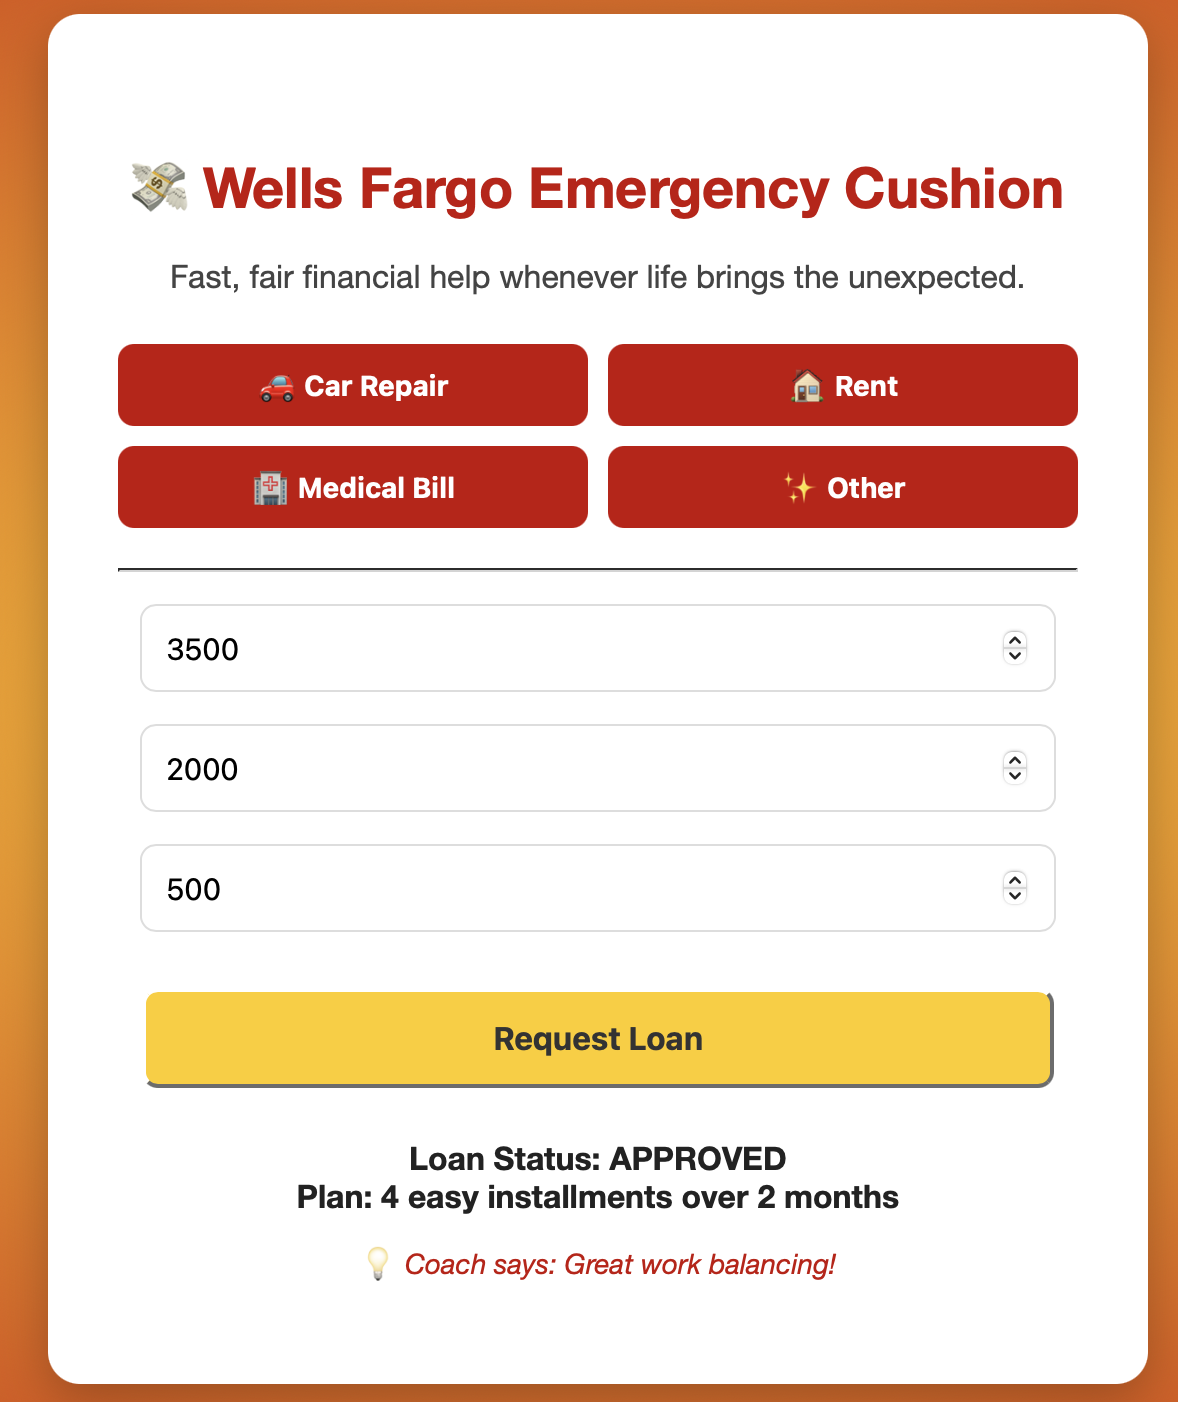 💸 Wells Fargo Emergency Cushion
Fast, fair financial help whenever life brings the unexpected.
🚗 Car Repair
🏠 Rent
🏥 Medical Bill
✨ Other
3500
2000
500
Request Loan
Loan Status: APPROVED
Plan: 4 easy installments over 2 months
💡 Coach says: Great work balancing!